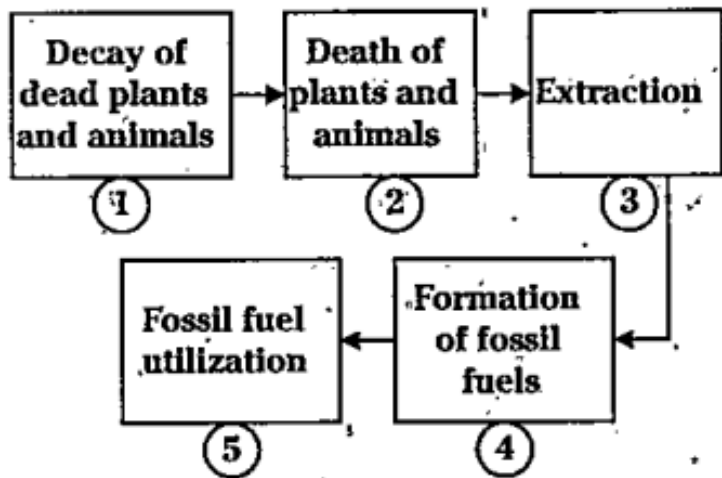 Decay of
dead plants
and animals
1
Death of
plants and
animals
2
Extraction
3
Formation
of fossil
fuels
4
Fossil fuel
utilization
5